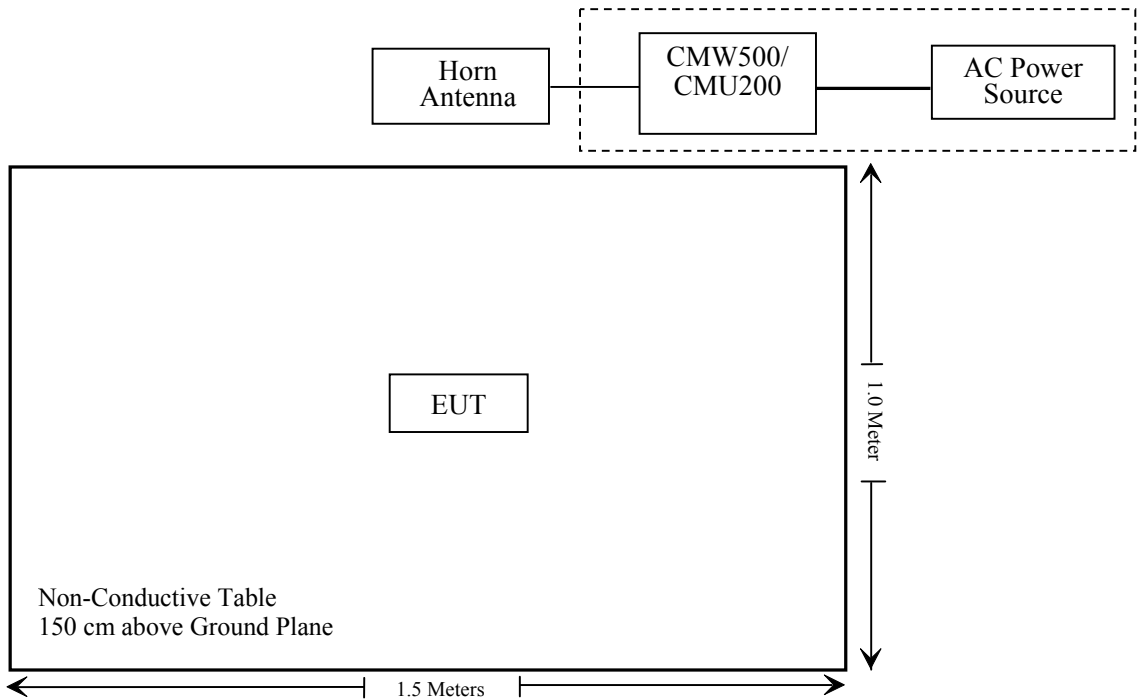 Horn
Antenna
CMW500/
CMU200
AC Power
Source
EUT
1.0 Meter
Non-Conductive Table
150 cm above Ground Plane
1.5 Meters